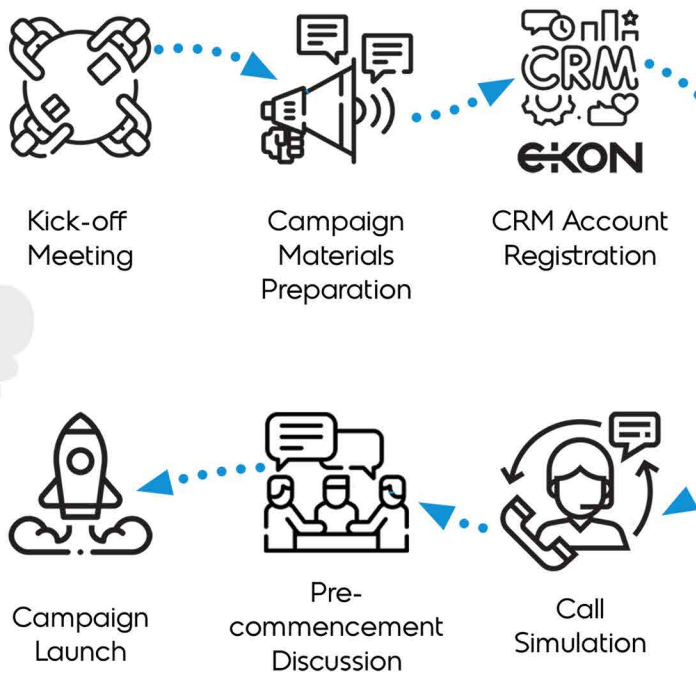 CRM
EKON
Kick-off
Meeting
Campaign
Materials
Preparation
CRM Account
Registration
Campaign
Launch
Pre-
commencement
Discussion
Call
Simulation